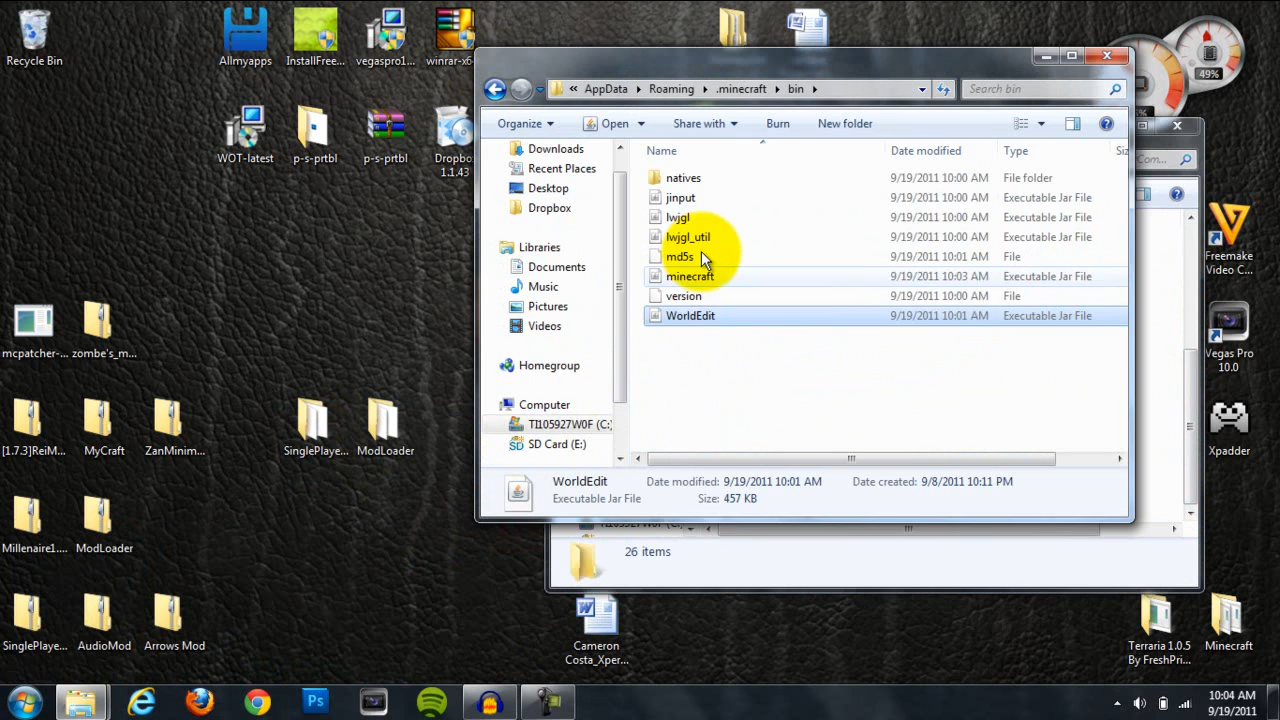 Recycle Bin
Allmyapps
InstallFree...
vegaspro1...
winrar-x6
49%
AppData
Roaming
.minecraft
bin
Search bin
Organize
Open
Share with
Burn
New folder
Com...
Name
Date modified
Type
Siz
Downloads
Recent Places
Desktop
Dropbox
Libraries
Documents
Music
Pictures
Videos
Homegroup
Computer
TI105927W0F (C:)
SD Card (E:)
natives 9/19/2011 10:00 AM File folder
jinput 9/19/2011 10:00 AM Executable Jar File
lwjgl 9/19/2011 10:00 AM Executable Jar File
lwjgl_util 9/19/2011 10:00 AM Executable Jar File
md5s 9/19/2011 10:01 AM File
minecraft 9/19/2011 10:03 AM Executable Jar File
version 9/19/2011 10:00 AM File
WorldEdit 9/19/2011 10:01 AM Executable Jar File
WorldEdit Date modified: 9/19/2011 10:01 AM Date created: 9/8/2011 10:11 PM
Executable Jar File Size: 457 KB
26 items
WOT-latest
p-s-prtbl
p-s-prtbl
Dropbox
1.1.43
mcpatcher-...
zombe's_m...
[1.7.3]ReiM...
MyCraft
ZanMinim...
SinglePlaye...
ModLoader
Millenaire1....
ModLoader
SinglePlaye...
AudioMod
Arrows Mod
Freemake
Video C...
Vegas Pro
10.0
Xpadder
Cameron
Costa_Xper...
Terraria 1.0.5
By FreshPri...
Minecraft
Ps
10:04 AM
9/19/2011